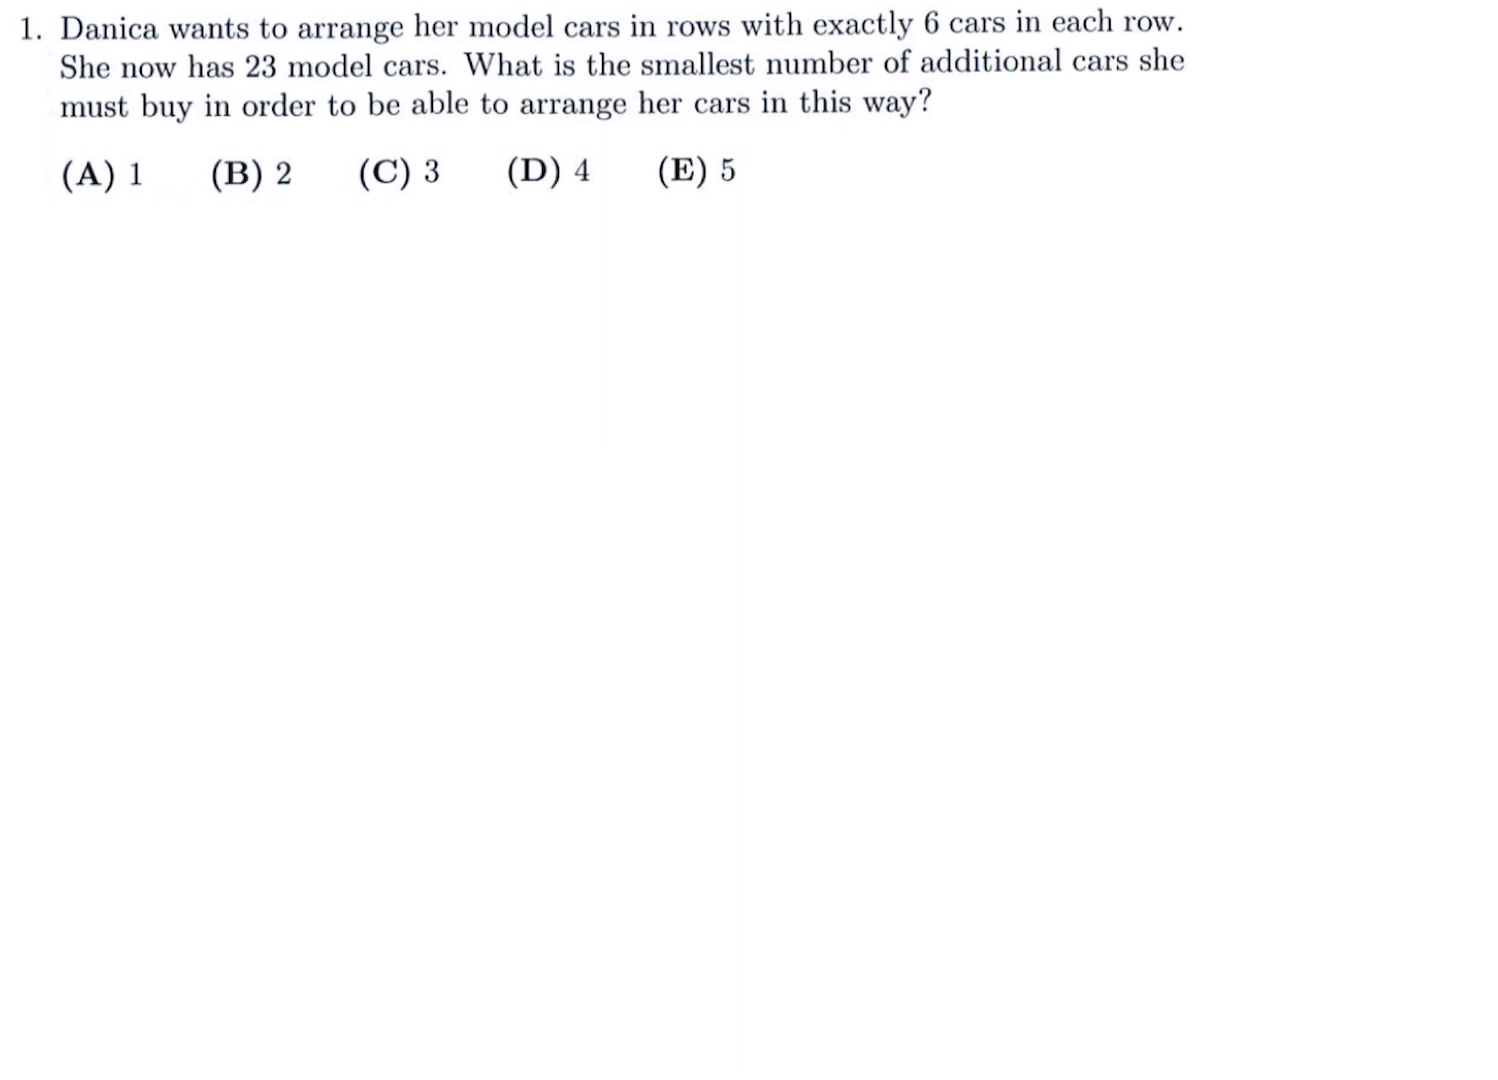 1. Danica wants to arrange her model cars in rows with exactly 6 cars in each row.
She now has 23 model cars. What is the smallest number of additional cars she
must buy in order to be able to arrange her cars in this way?
(A) 1 (B) 2 (C) 3 (D) 4 (E) 5